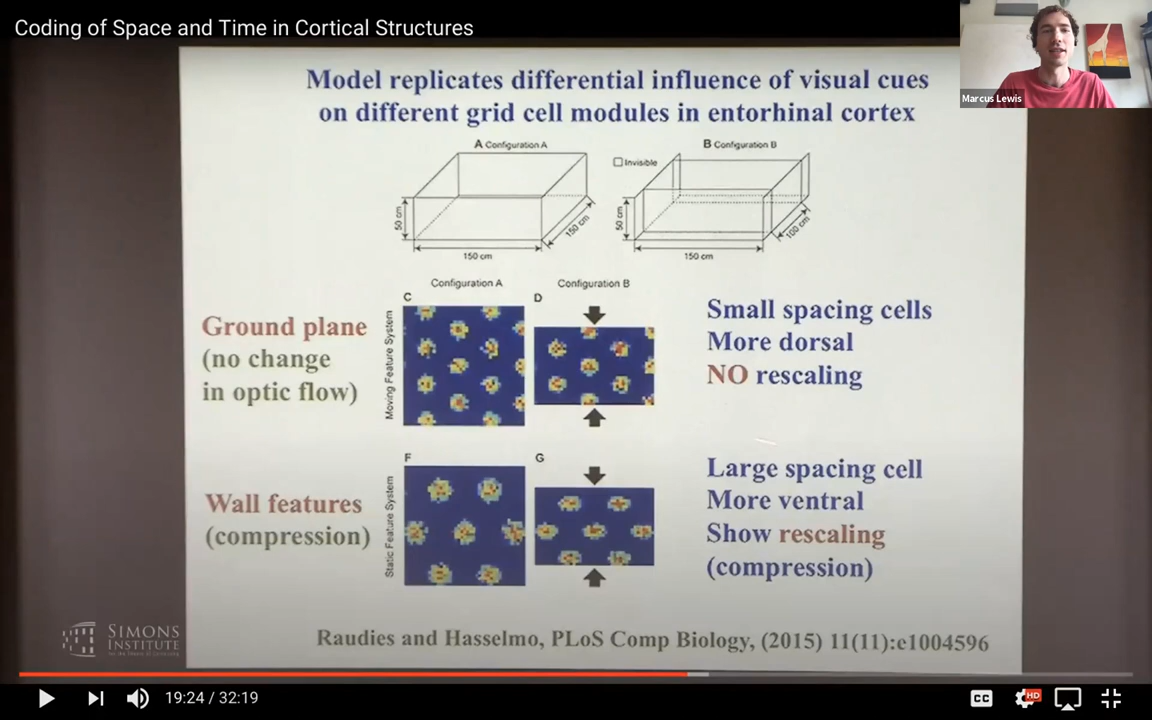 Coding of Space and Time in Cortical Structures
Marcus Lewis
Model replicates differential influence of visual cues
on different grid cell modules in entorhinal cortex
A Configuration A
B Configuration B
Invisible
50 cm
150 cm
150 cm
50 cm
150 cm
100 cm
Configuration A
Configuration B
C
D
Ground plane
(no change
in optic flow)
Moving Feature System
Small spacing cells
More dorsal
NO rescaling
F
G
Wall features
(compression)
Static Feature System
Large spacing cell
More ventral
Show rescaling
(compression)
SIMONS
INSTITUTE
Raudies and Hasselmo, PLoS Comp Biology, (2015) 11(11):e1004596
19:24 / 32:19
CC
HD